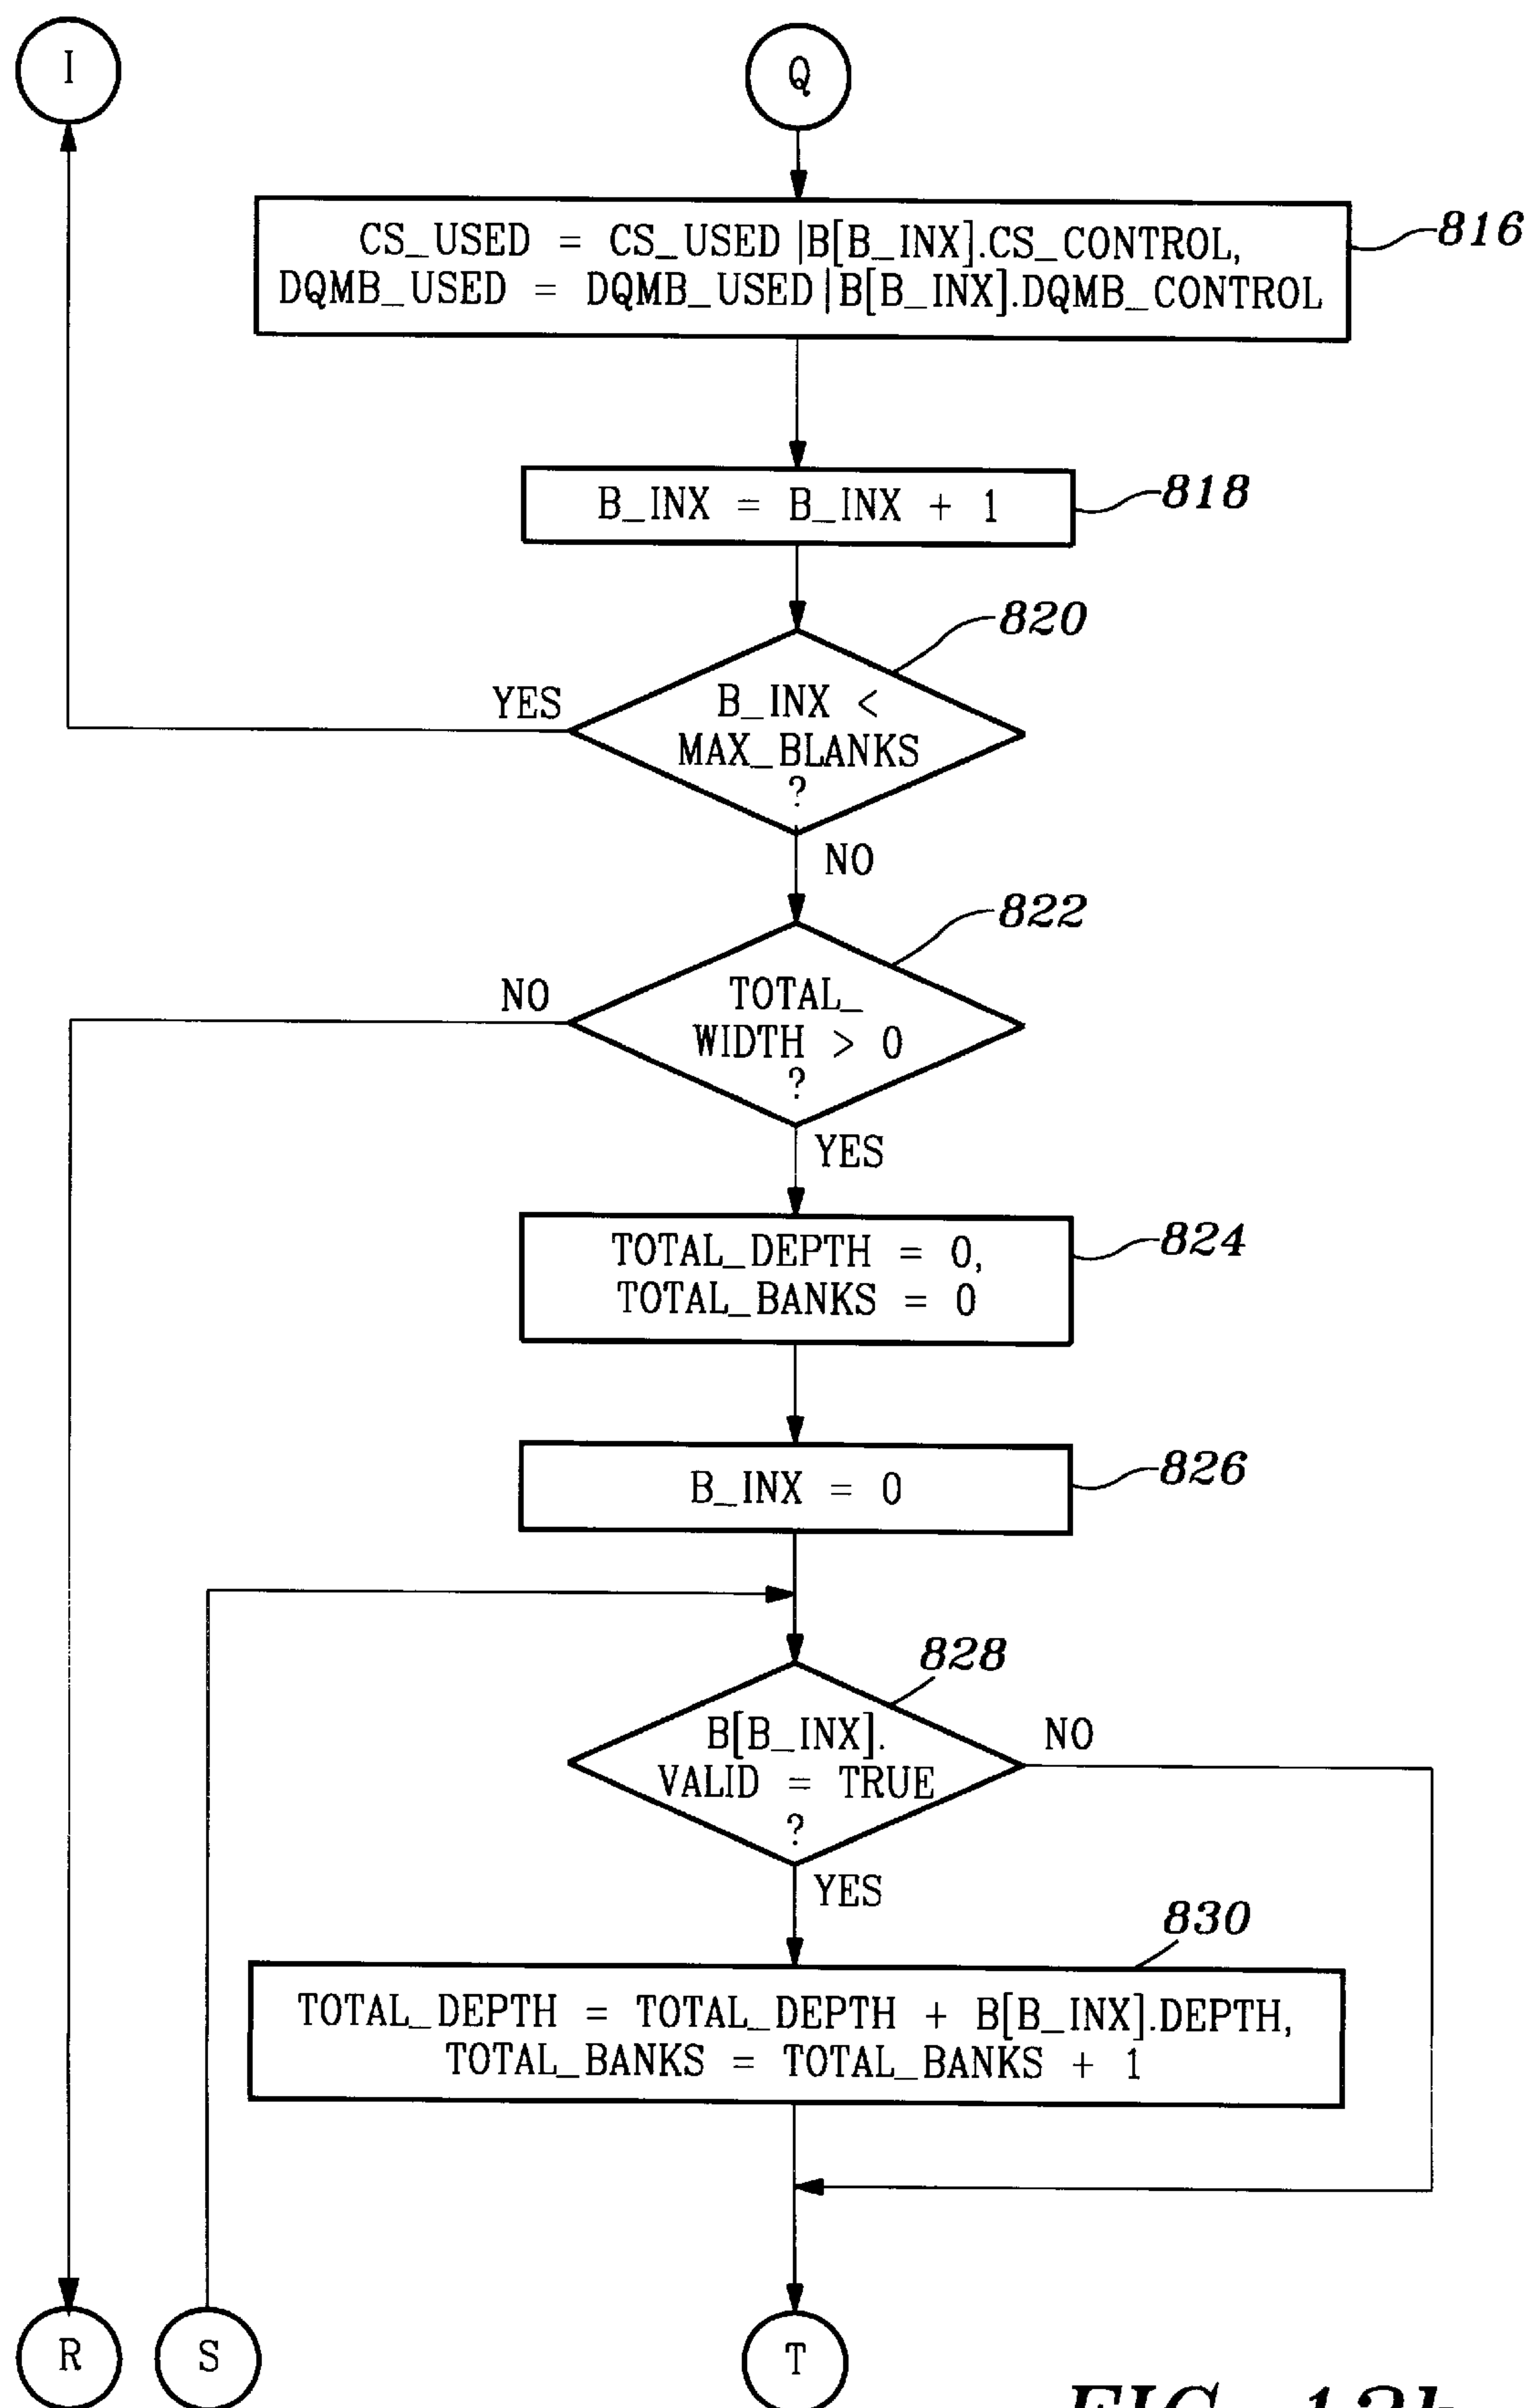 I
Q
CS_USED = CS_USED |B[B_INX].CS_CONTROL,
DQMB_USED = DQMB_USED|B[B_INX].DQMB_CONTROL
816
B_INX = B_INX + 1
818
820
B_INX <
MAX_BLANKS
?
YES
NO
822
TOTAL_
WIDTH > 0
?
NO
YES
TOTAL_DEPTH = 0,
TOTAL_BANKS = 0
824
B_INX = 0
826
828
B[B_INX].
VALID = TRUE
?
NO
YES
830
TOTAL_DEPTH = TOTAL_DEPTH + B[B_INX].DEPTH,
TOTAL_BANKS = TOTAL_BANKS + 1
R
S
T